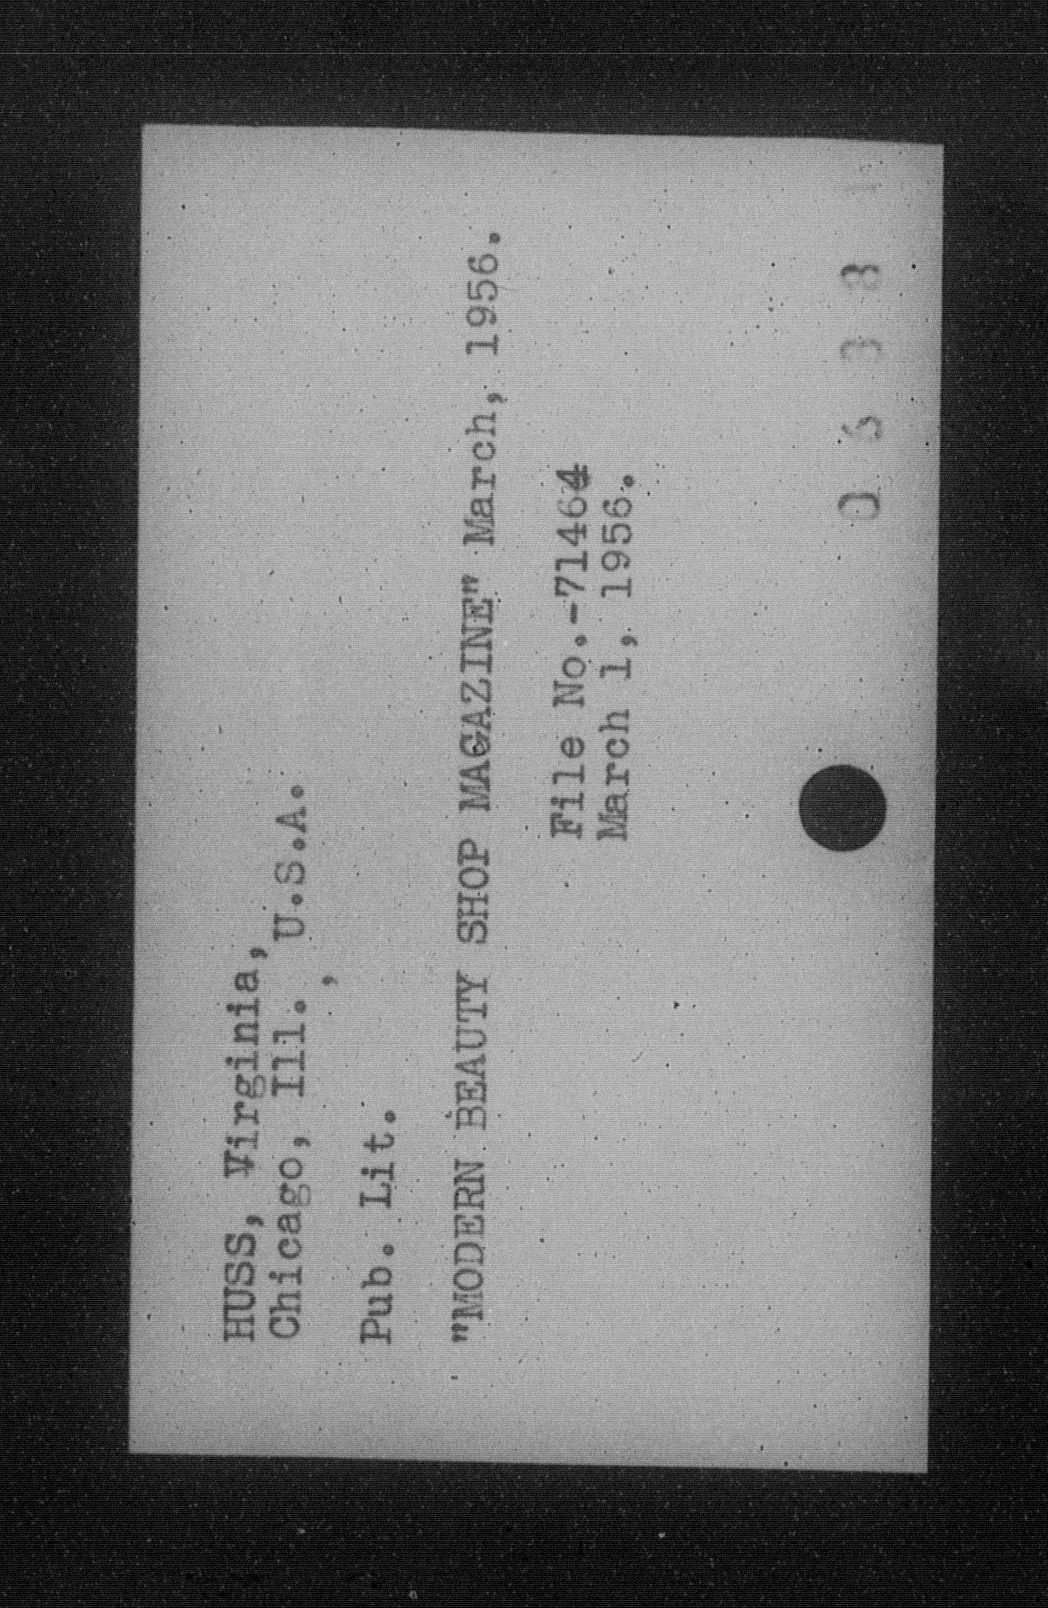 HUSS, Virginia,
Chicago, Ill. U.S.A.
,
Pub. Lit.
"MODERN BEAUTY SHOP MAGAZINE" March, 1956.
File No.-71464
March 1, 1956.